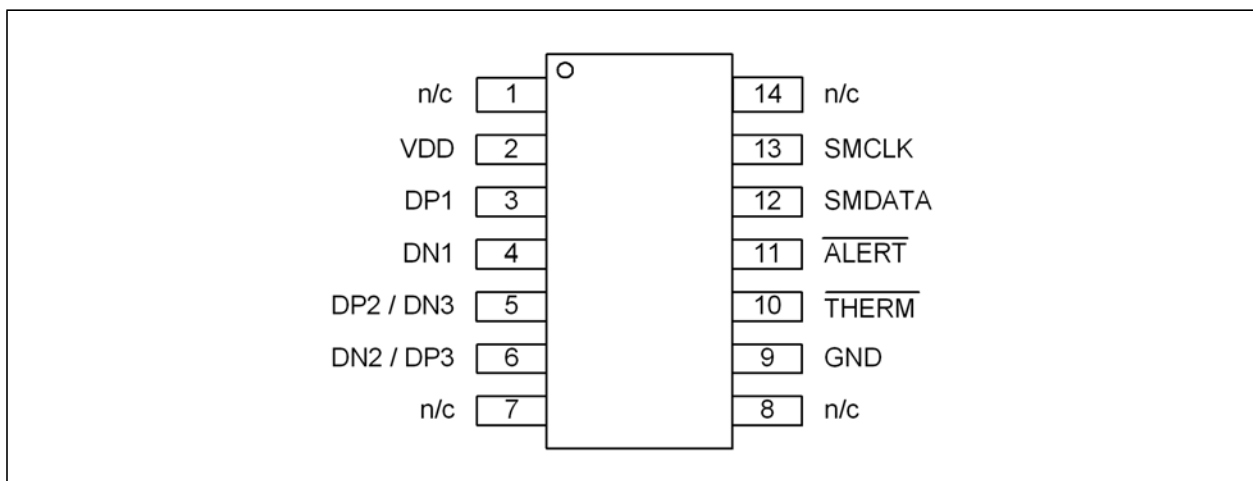 n/c 1 14 n/c
VDD 2 13 SMCLK
DP1 3 12 SMDATA
DN1 4 11 ALERT
DP2 / DN3 5 10 THERM
DN2 / DP3 6 9 GND
n/c 7 8 n/c